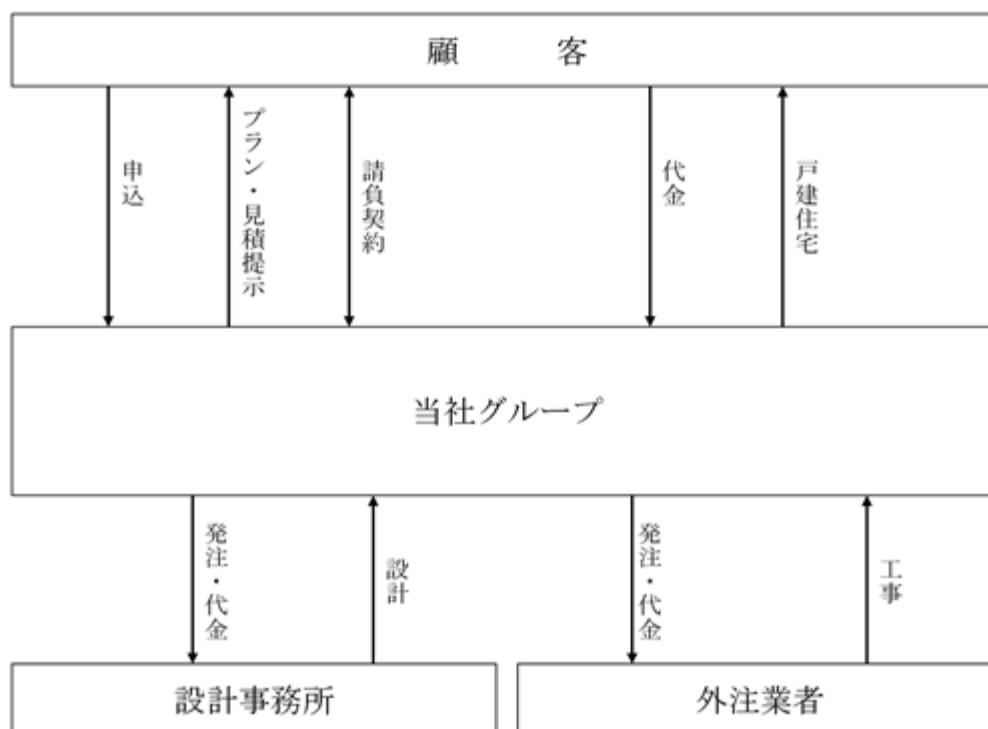 顧客
申込
プラン・見積提示
請負契約
代金
戸建住宅
当社グループ
発注・代金
設計
発注・代金
工事
設計事務所
外注業者